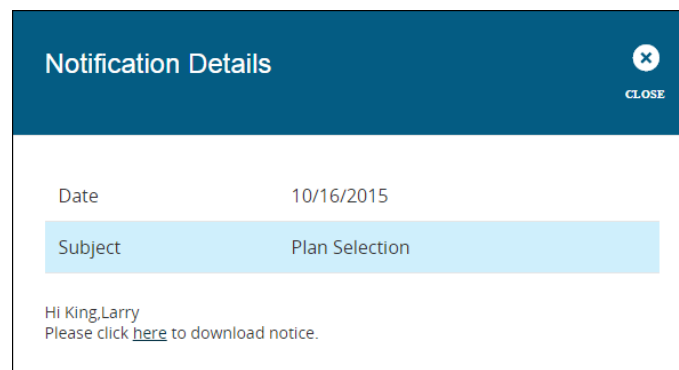 Notification Details
CLOSE
Date 10/16/2015
Subject Plan Selection
Hi King,Larry
Please click here to download notice.